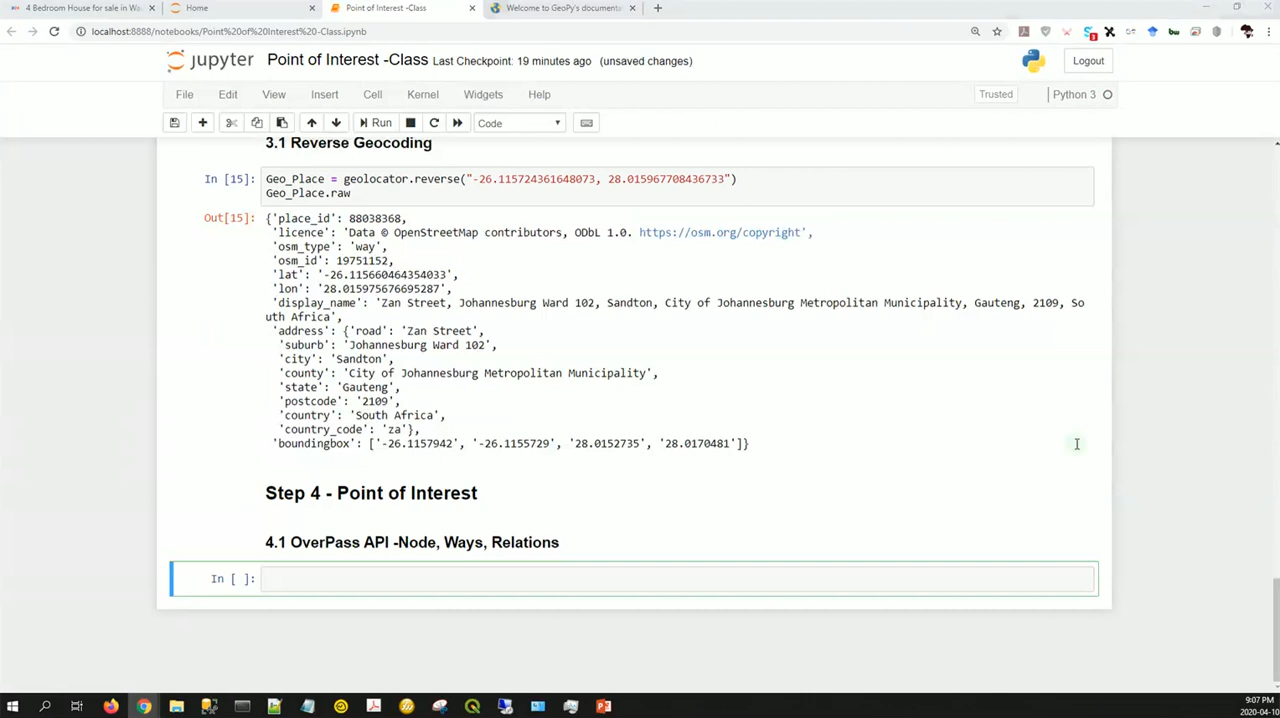 4 Bedroom House for sale in Wa
Home
Point of Interest -Class
Welcome to GeoPy's documenta
localhost:8888/notebooks/Point%20of%20Interest%20-Class.ipynb
3
jupyter Point of Interest -Class Last Checkpoint: 19 minutes ago (unsaved changes)
Logout
File Edit View Insert Cell Kernel Widgets Help
Trusted
Python 3
Run
Code
3.1 Reverse Geocoding
In [15]: Geo_Place = geolocator.reverse("-26.115724361648073, 28.015967708436733")
Geo_Place.raw
Out[15]: {'place_id': 88038368,
'licence': 'Data © OpenStreetMap contributors, ODbL 1.0. https://osm.org/copyright',
'osm_type': 'way',
'osm_id': 19751152,
'lat': '-26.115660464354033',
'lon': '28.015975676695287',
'display_name': 'Zan Street, Johannesburg Ward 102, Sandton, City of Johannesburg Metropolitan Municipality, Gauteng, 2109, So
uth Africa',
'address': {'road': 'Zan Street',
'suburb': 'Johannesburg Ward 102',
'city': 'Sandton',
'county': 'City of Johannesburg Metropolitan Municipality',
'state': 'Gauteng',
'postcode': '2109',
'country': 'South Africa',
'country_code': 'za'},
'boundingbox': ['-26.1157942', '-26.1155729', '28.0152735', '28.0170481']}
Step 4 - Point of Interest
4.1 OverPass API -Node, Ways, Relations
In [ ]:
9:07 PM
2020-04-10